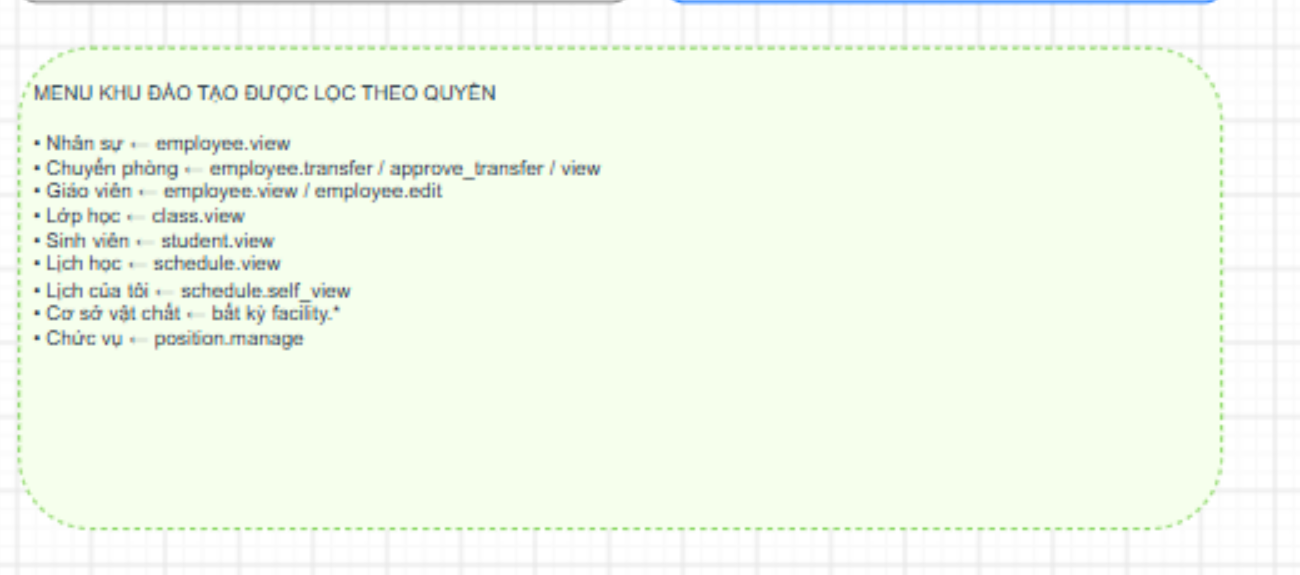 MENU KHU ĐÀO TẠO ĐƯỢC LỌC THEO QUYỀN
• Nhân sự ← employee.view
• Chuyển phòng ← employee.transfer / approve_transfer / view
• Giáo viên ← employee.view / employee.edit
• Lớp học ← class.view
• Sinh viên ← student.view
• Lịch học ← schedule.view
• Lịch của tôi ← schedule.self_view
• Cơ sở vật chất ← bất kỳ facility.*
• Chức vụ ← position.manage